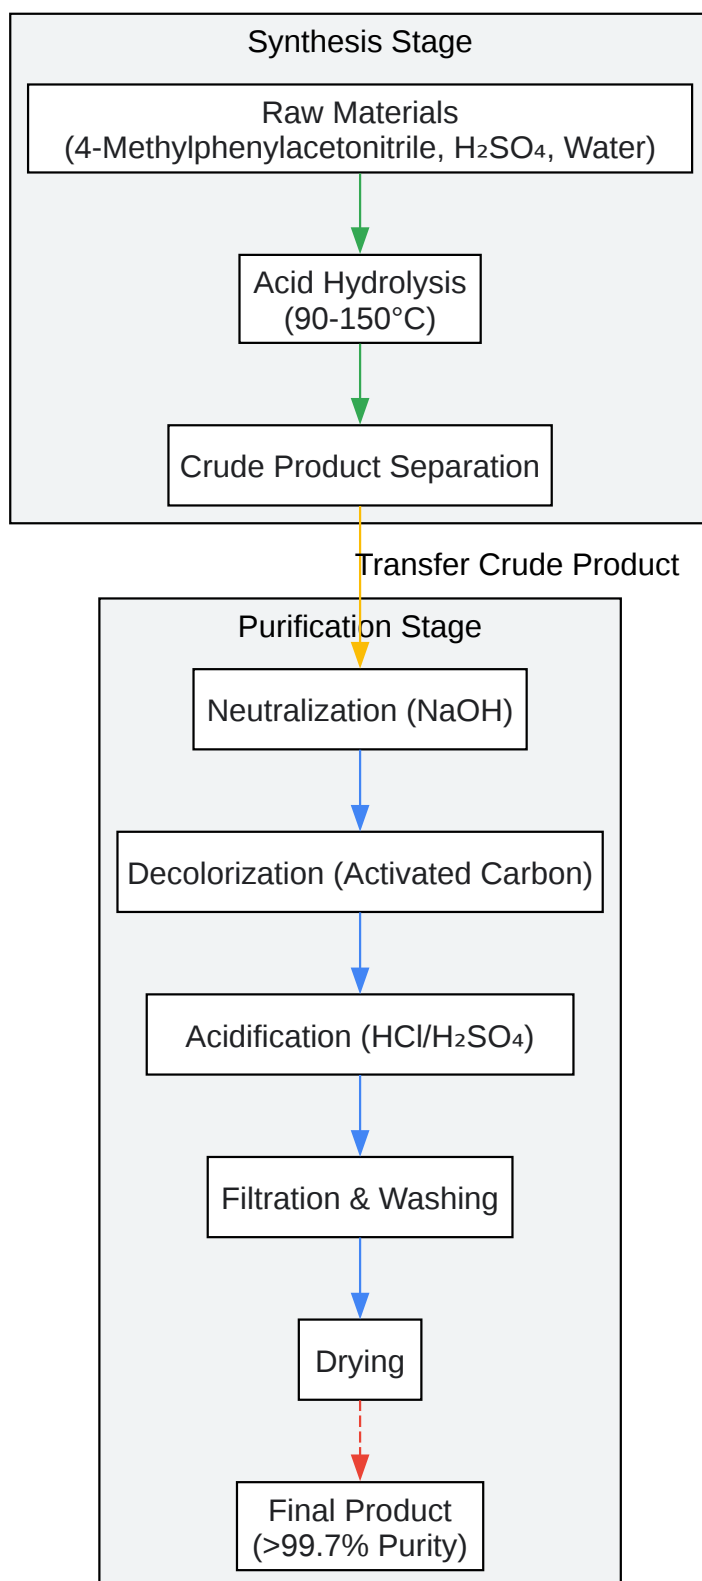 Synthesis Stage
Raw Materials
(4-Methylphenylacetonitrile, H₂SO₄, Water)
Acid Hydrolysis
(90-150°C)
Crude Product Separation
Transfer Crude Product
Purification Stage
Neutralization (NaOH)
Decolorization (Activated Carbon)
Acidification (HCl/H₂SO₄)
Filtration & Washing
Drying
Final Product
(>99.7% Purity)